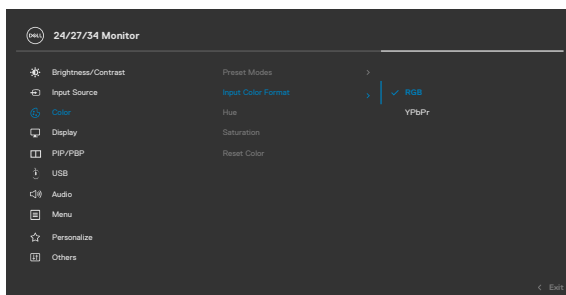 DELL 24/27/34 Monitor
Brightness/Contrast Preset Modes >
Input Source Input Color Format > ✓ RGB
Color Hue YPbPr
Display Saturation
PIP/PBP Reset Color
USB
Audio
Menu
Personalize
Others
< Exit